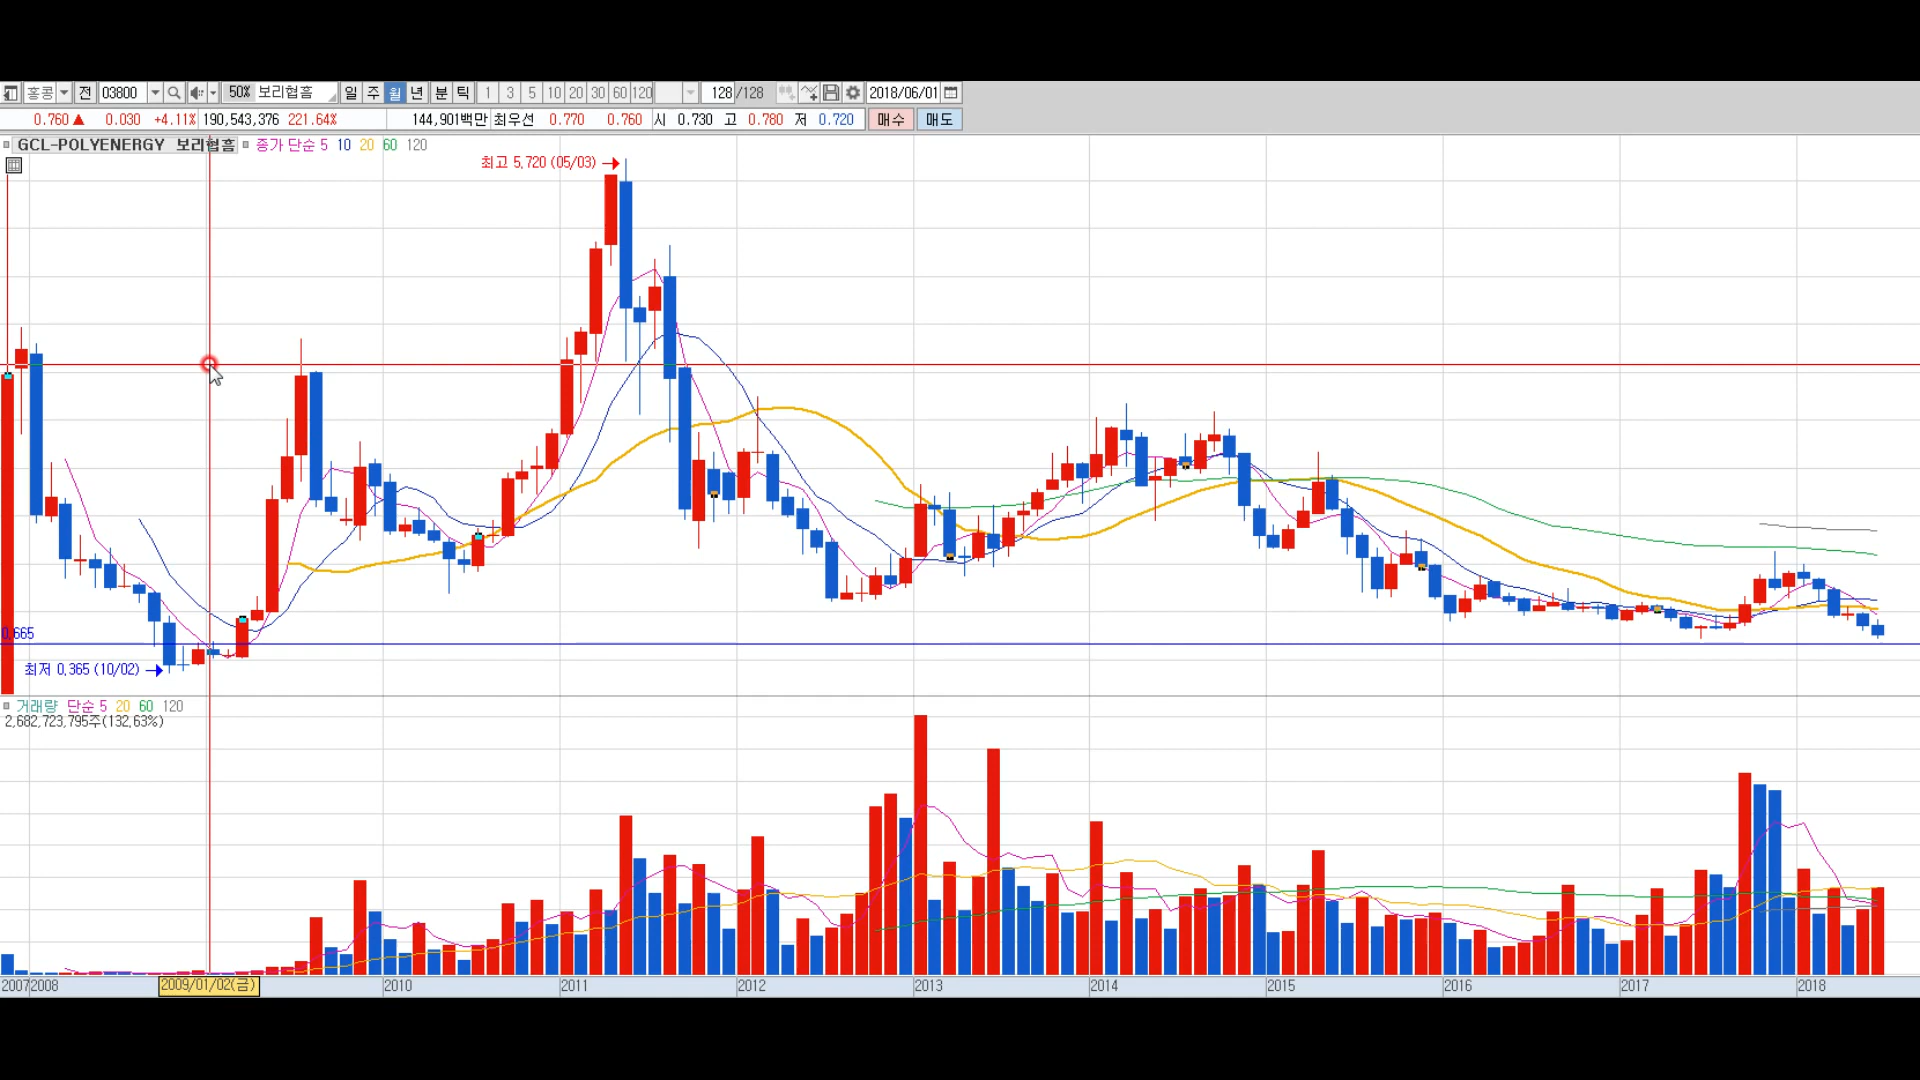 홍콩 전 03800 50% 보리협흠 일 주 월 년 분 틱 1 3 5 10 20 30 60 120 128 /128 2018/06/01
0.760 ▲ 0.030 +4.11% 190,543,376 221.64% 144,901백만 최우선 0.770 0.760 시 0.730 고 0.780 저 0.720 매수 매도
GCL-POLYENERGY 보리협흠 종가 단순 5 10 20 60 120
최고 5,720 (05/03) →
0.665
최저 0,365 (10/02) →
거래량 단순 5 20 60 120
2,682,723,795주(132,63%)
2007 2008 2009/01/02(금) 2010 2011 2012 2013 2014 2015 2016 2017 2018